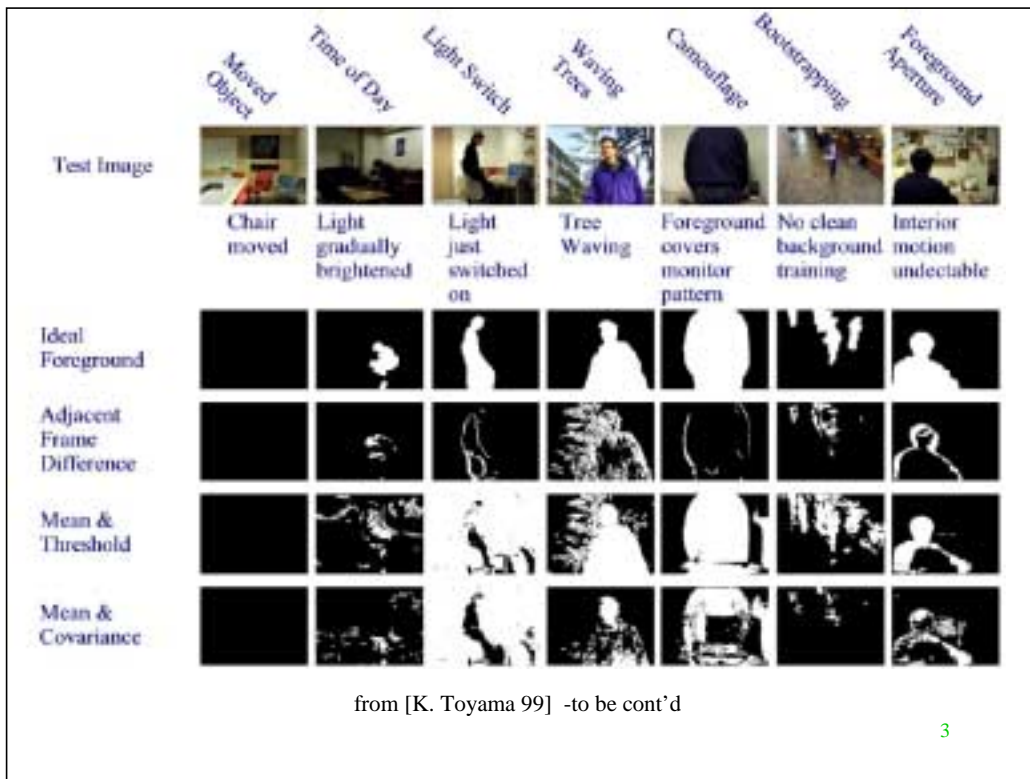 Moved
Object
Time of Day
Light Switch
Waving
Trees
Camouflage
Bootstrapping
Foreground
Aperture
Test Image
Chair
moved
Light
gradually
brightened
Light
just
switched
on
Tree
Waving
Foreground
covers
monitor
pattern
No clean
background
training
Interior
motion
undectable
Ideal
Foreground
Adjacent
Frame
Difference
Mean &
Threshold
Mean &
Covariance
from [K. Toyama 99] -to be cont’d
3